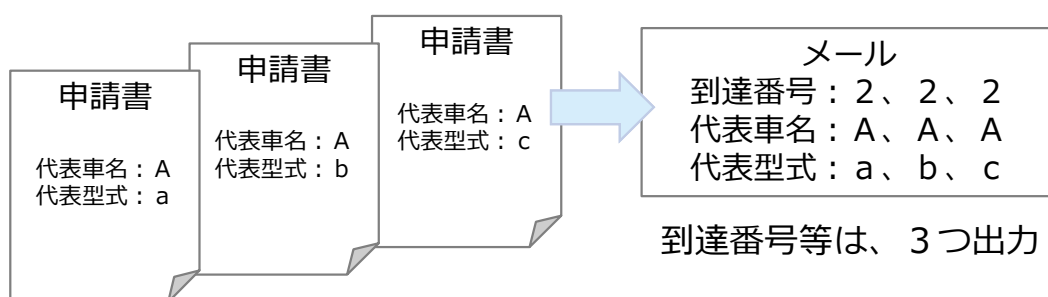 申請書
代表車名：A
代表型式：a
申請書
代表車名：A
代表型式：b
申請書
代表車名：A
代表型式：c
メール
到達番号：２、２、２
代表車名：A、A、A
代表型式：a、b、c
到達番号等は、３つ出力